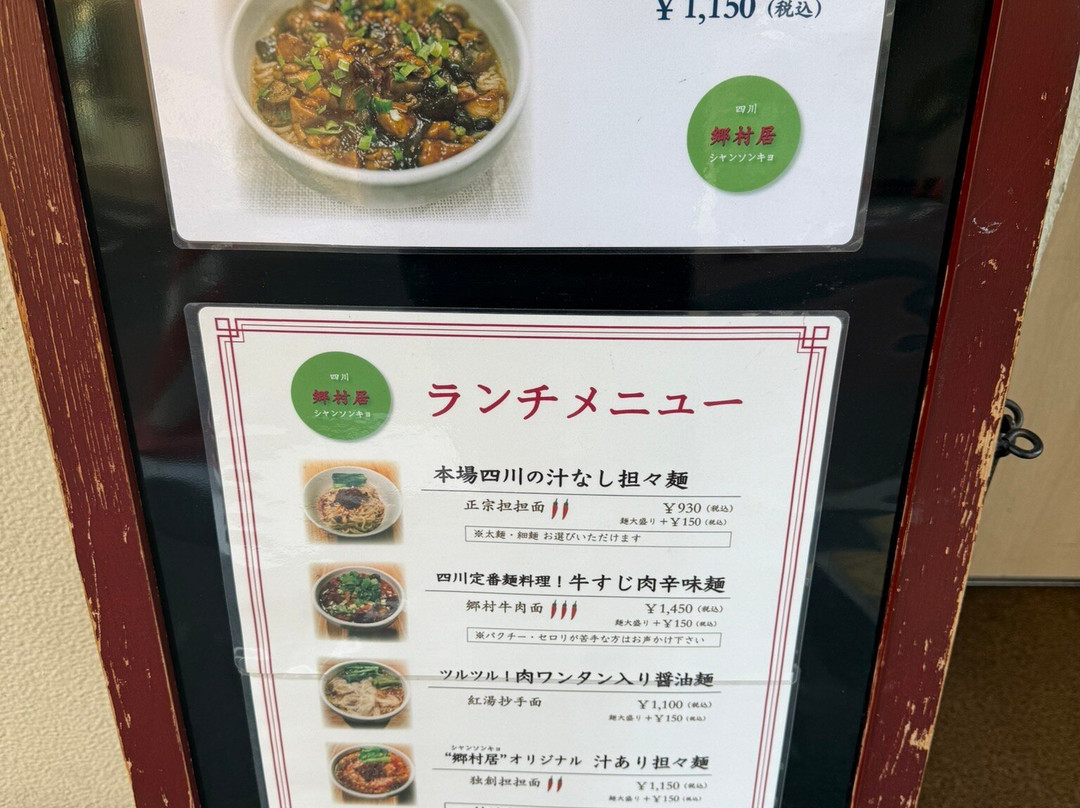 ￥1,150（税込）
四川
郷村居
シャンソンキョ
四川
郷村居
シャンソンキョ
ランチメニュー
本場四川の汁なし担々麺
正宗担担面
￥930（税込）
麺大盛り＋￥150（税込）
※太麺・細麺 お選びいただけます
四川定番麺料理！牛すじ肉辛味麺
郷村牛肉面
￥1,450（税込）
麺大盛り＋￥150（税込）
※パクチー・セロリが苦手な方はお声かけ下さい
ツルツル！肉ワンタン入り醤油麺
紅湯抄手面
￥1,100（税込）
麺大盛り＋￥150（税込）
シャンソンキョ
“郷村居”オリジナル 汁あり担々麺
独創担担面
￥1,150（税込）
麺大盛り＋￥150（税込）